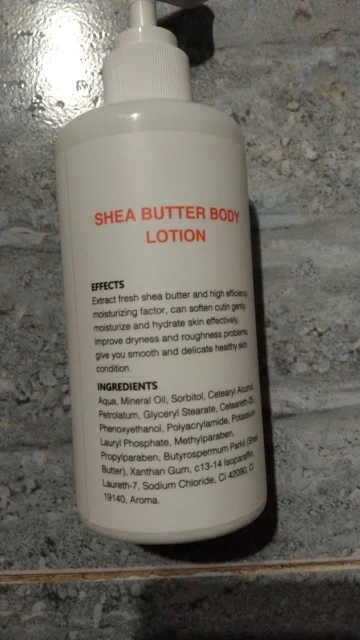 SHEA BUTTER BODY
LOTION
EFFECTS
Extract fresh shea butter and high efficiency
moisturizing factor, can soften cutin gently,
moisturize and hydrate skin effectively,
improve dryness and roughness problems,
give you smooth and delicate healthy skin
condition.
INGREDIENTS
Aqua, Mineral Oil, Sorbitol, Cetearyl Alcohol,
Petrolatum, Glyceryl Stearate, Ceteareth-25,
Phenoxyethanol, Polyacrylamide, Potassium
Lauryl Phosphate, Methylparaben,
Propylparaben, Butyrospermum Parkii (Shea
Butter), Xanthan Gum, c13-14 Isoparaffin,
Laureth-7, Sodium Chloride, Ci 42090, CI
19140, Aroma.